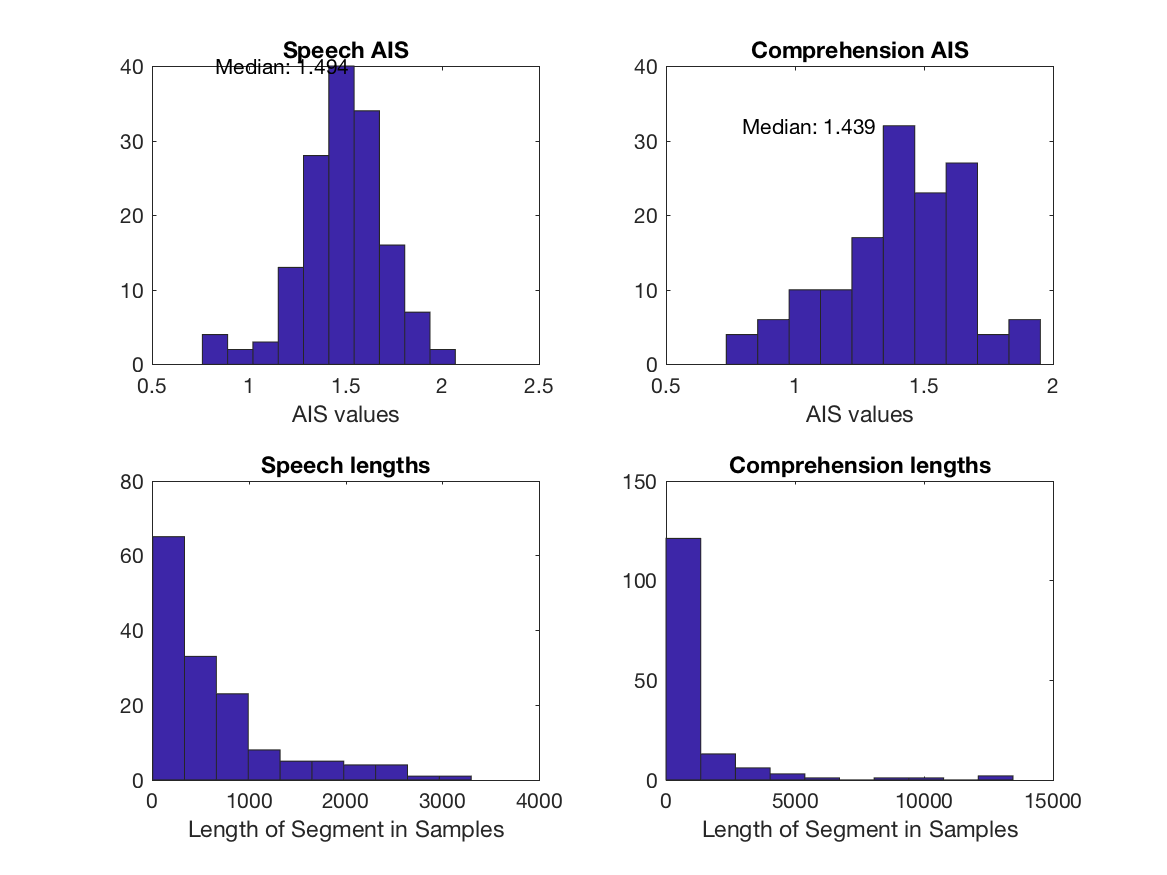 Speech AIS
Median: 1.494
40
30
20
10
0
0.5 1 1.5 2 2.5
AIS values
Comprehension AIS
Median: 1.439
40
30
20
10
0
0.5 1 1.5 2
AIS values
Speech lengths
80
60
40
20
0
0 1000 2000 3000 4000
Length of Segment in Samples
Comprehension lengths
150
100
50
0
0 5000 10000 15000
Length of Segment in Samples